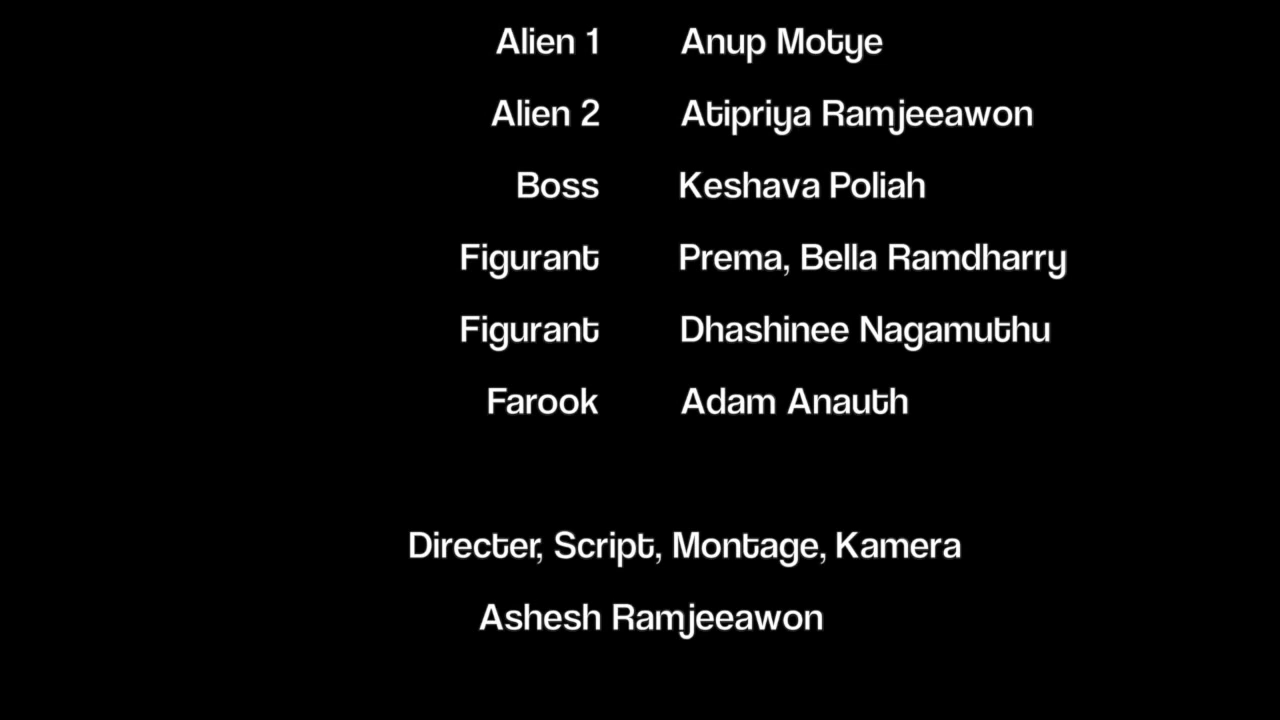 Alien 1 Anup Motye
Alien 2 Atipriya Ramjeeawon
Boss Keshava Poliah
Figurant Prema, Bella Ramdharry
Figurant Dhashinee Nagamuthu
Farook Adam Anauth
Directer, Script, Montage, Kamera
Ashesh Ramjeeawon